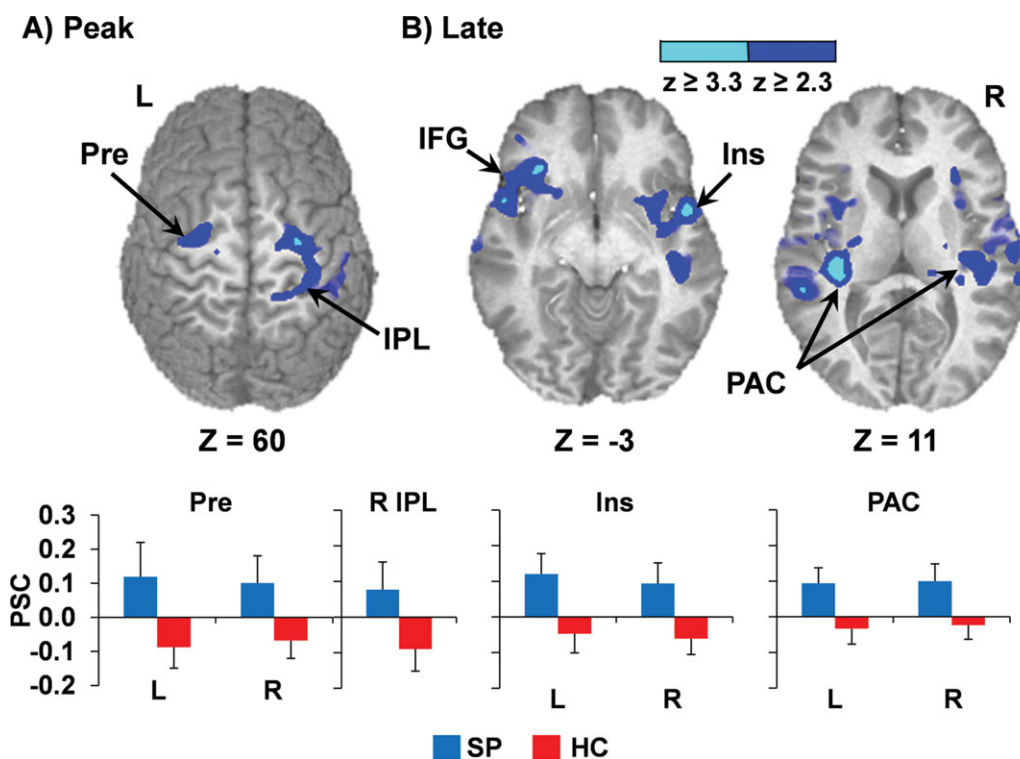 A) Peak
B) Late
z ≥ 3.3 z ≥ 2.3
L
R
Pre
IFG
Ins
IPL
PAC
Z = 60
Z = -3
Z = 11
Pre
R IPL
Ins
PAC
PSC
0.3
0.2
0.1
0.0
-0.1
-0.2
L R
L R
L R
SP HC